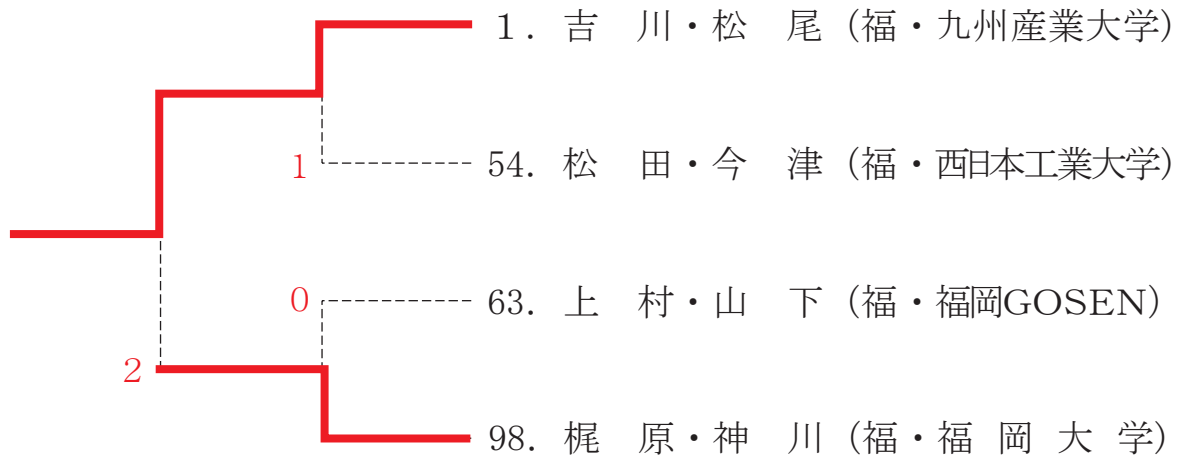 １．吉　川・松　尾（福・九州産業大学）
1
54．松　田・今　津（福・西日本工業大学）
0
63．上　村・山　下（福・福岡GOSEN）
2
98．梶　原・神　川（福・福 岡 大 学）